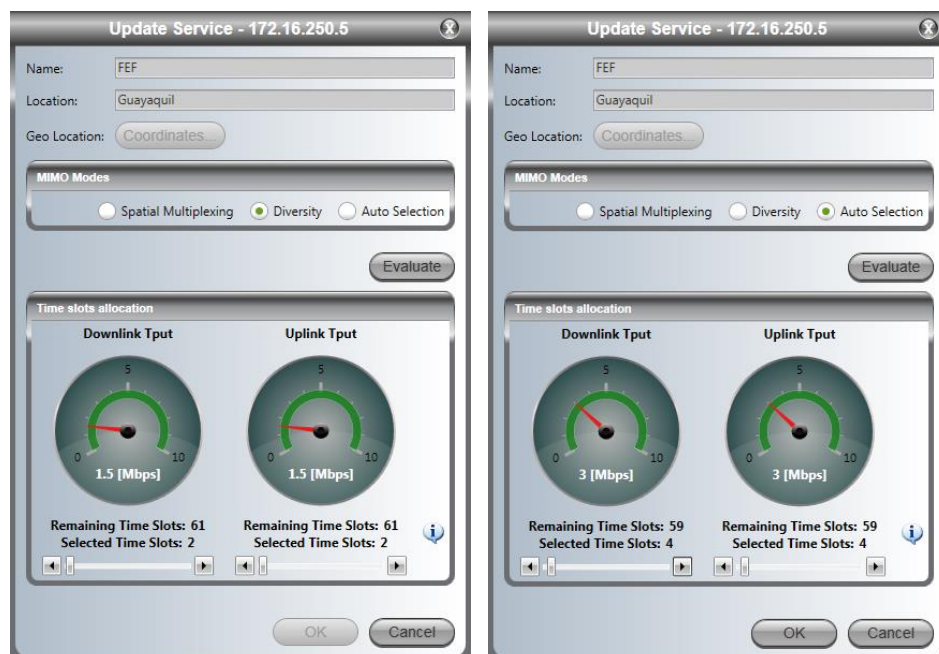 Update Service - 172.16.250.5
Name: FEF
Location: Guayaquil
Geo Location: Coordinates...
MIMO Modes
Spatial Multiplexing Diversity Auto Selection
Evaluate
Time slots allocation
Downlink Tput Uplink Tput
5 5
0 10 0 10
1.5 [Mbps] 1.5 [Mbps]
Remaining Time Slots: 61 Remaining Time Slots: 61
Selected Time Slots: 2 Selected Time Slots: 2
OK Cancel
Update Service - 172.16.250.5
Name: FEF
Location: Guayaquil
Geo Location: Coordinates...
MIMO Modes
Spatial Multiplexing Diversity Auto Selection
Evaluate
Time slots allocation
Downlink Tput Uplink Tput
5 5
0 10 0 10
3 [Mbps] 3 [Mbps]
Remaining Time Slots: 59 Remaining Time Slots: 59
Selected Time Slots: 4 Selected Time Slots: 4
OK Cancel